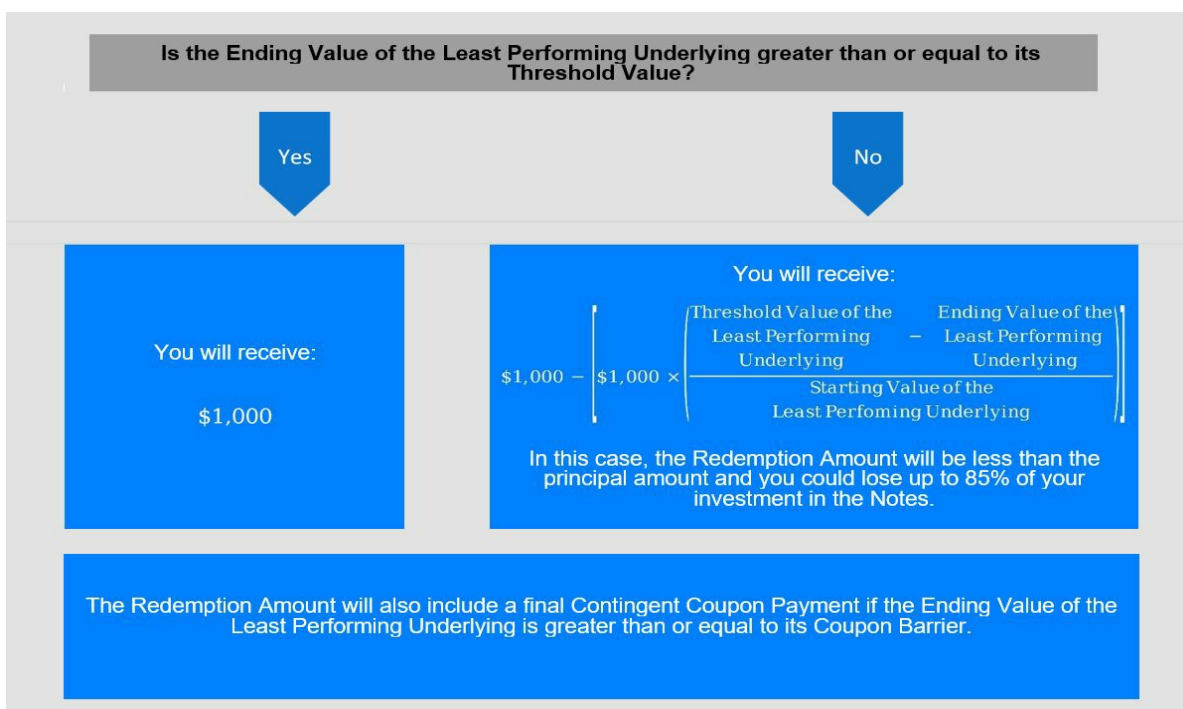 Is the Ending Value of the Least Performing Underlying greater than or equal to its
Threshold Value?
Yes
No
You will receive:
$1,000
You will receive:
$1,000 − [$1,000 × (
Threshold Value of the
Least Performing
Underlying
−
Ending Value of the
Least Performing
Underlying
Starting Value of the
Least Perfoming Underlying
)]
In this case, the Redemption Amount will be less than the
principal amount and you could lose up to 85% of your
investment in the Notes.
The Redemption Amount will also include a final Contingent Coupon Payment if the Ending Value of the
Least Performing Underlying is greater than or equal to its Coupon Barrier.